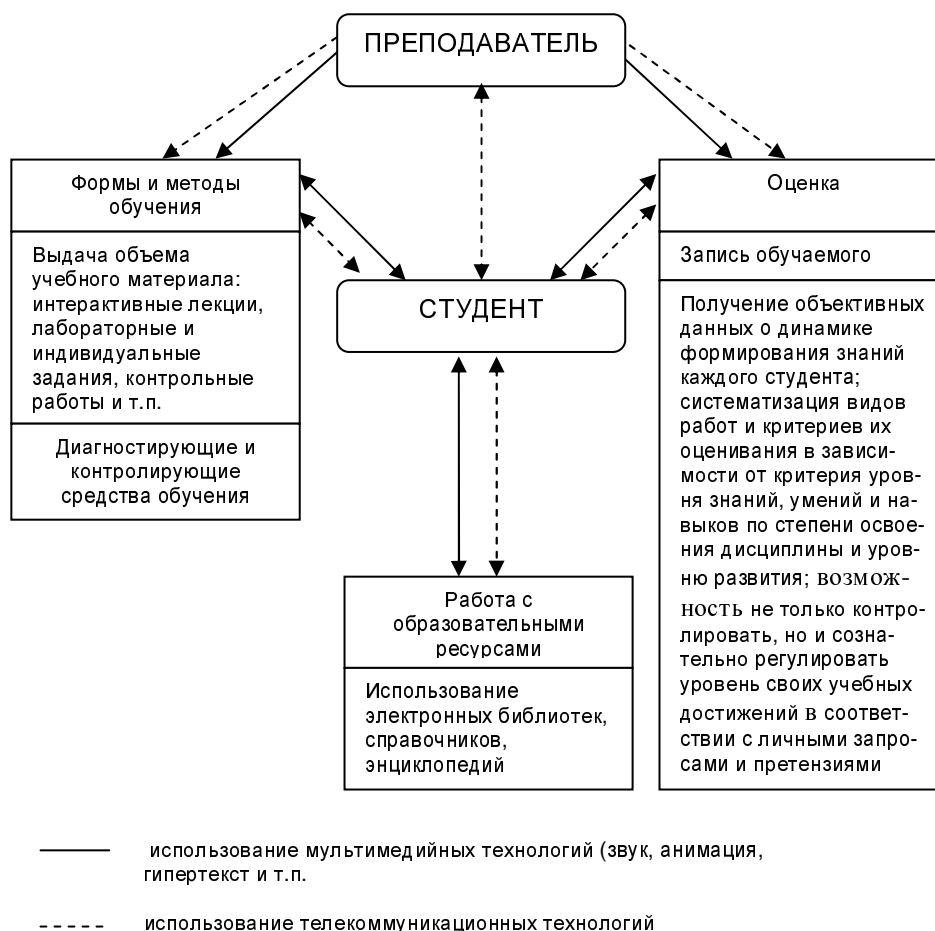 ПРЕПОДАВАТЕЛЬ
Формы и методы
обучения
Выдача объема
учебного материала:
интерактивные лекции,
лабораторные и
индивидуальные
задания, контрольные
работы и т.п.
Диагностирующие и
контролирующие
средства обучения
СТУДЕНТ
Работа с
образовательными
ресурсами
Использование
электронных библиотек,
справочников,
энциклопедий
Оценка
Запись обучаемого
Получение объективных
данных о динамике
формирования знаний
каждого студента;
систематизация видов
работ и критериев их
оценивания в зависи-
мости от критерия уров-
ня знаний, умений и на-
выков по степени освое-
ния дисциплины и уров-
ню развития; возмож-
ность не только контро-
лировать, но и созна-
тельно регулировать
уровень своих учебных
достижений в соответ-
ствии с личными запро-
сами и претензиями
использование мультимедийных технологий (звук, анимация,
гипертекст и т.п.
использование телекоммуникационных технологий